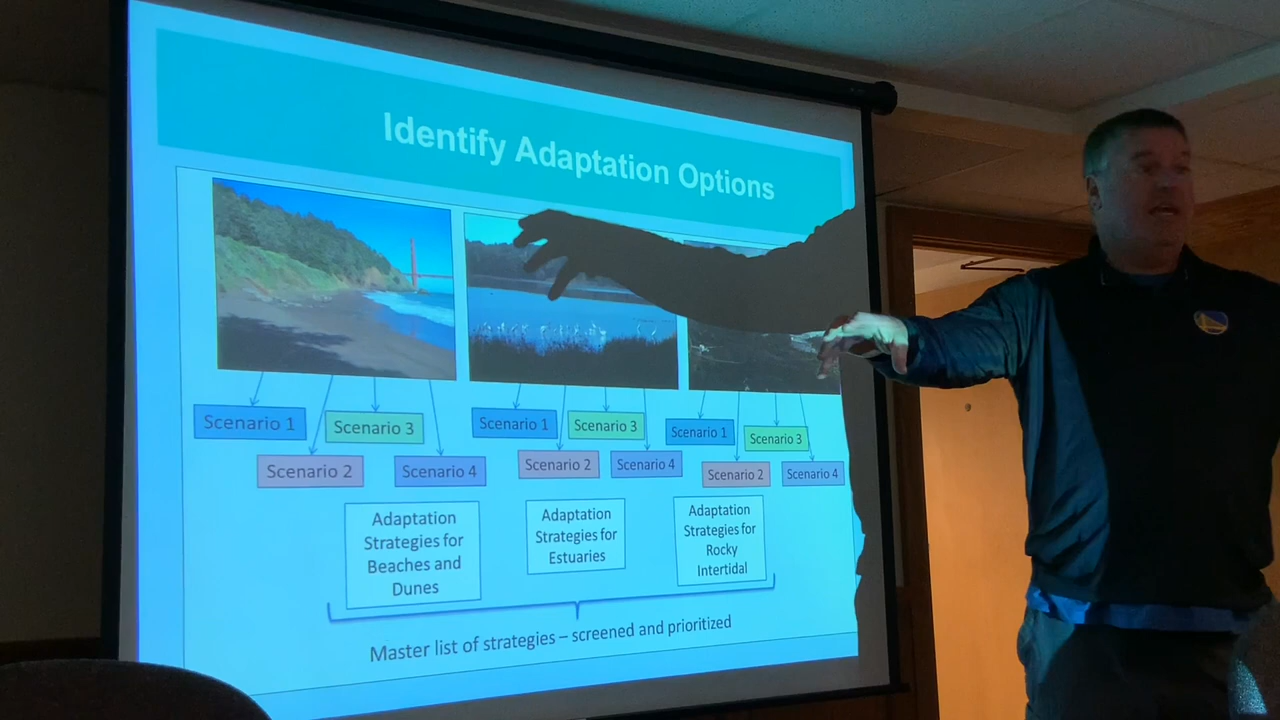 Identify Adaptation Options
Scenario 1
Scenario 3
Scenario 2
Scenario 4
Scenario 1
Scenario 3
Scenario 2
Scenario 4
Scenario 1
Scenario 3
Scenario 2
Scenario 4
Adaptation
Strategies for
Beaches and
Dunes
Adaptation
Strategies for
Estuaries
Adaptation
Strategies for
Rocky
Intertidal
Master list of strategies – screened and prioritized